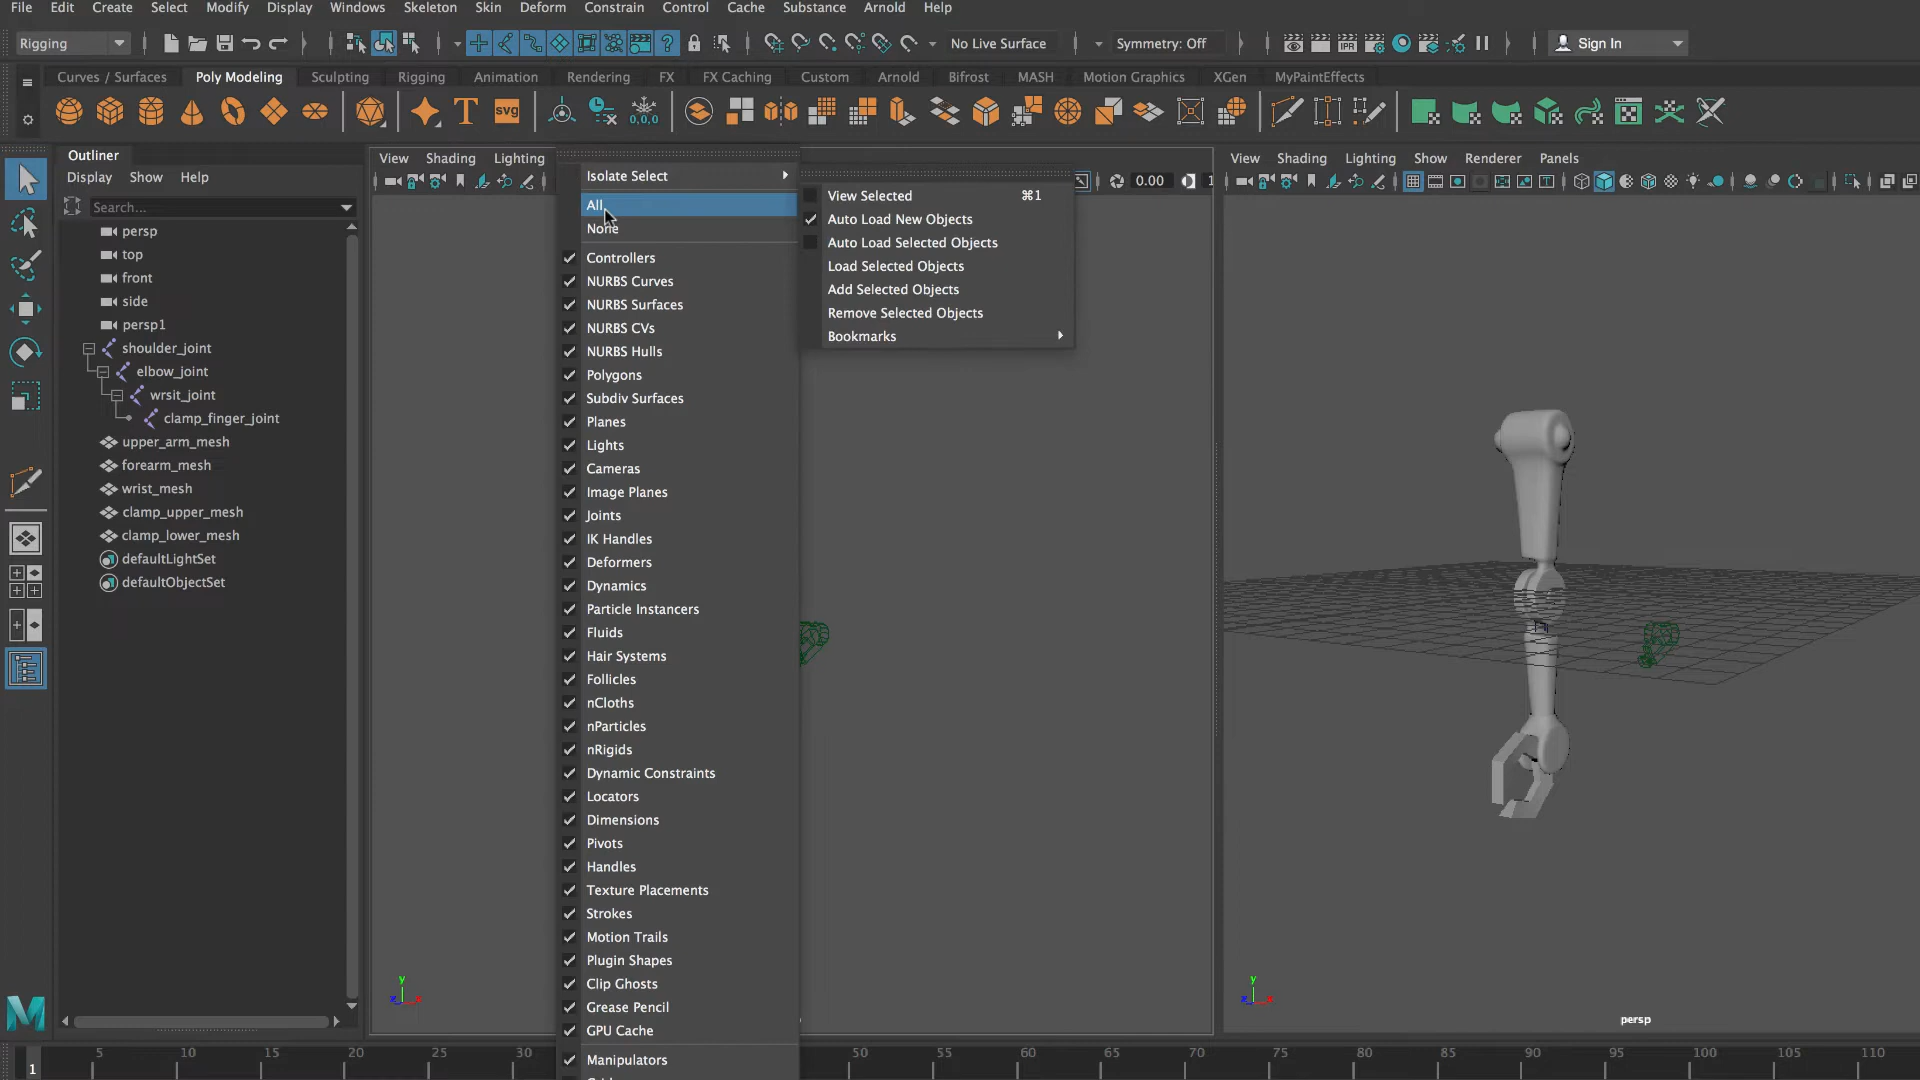 File Edit Create Select Modify Display Windows Skeleton Skin Deform Constrain Control Cache Substance Arnold Help
Rigging No Live Surface Symmetry: Off IPR Sign In
Curves / Surfaces Poly Modeling Sculpting Rigging Animation Rendering FX FX Caching Custom Arnold Bifrost MASH Motion Graphics XGen MyPaintEffects
T svg 0,0,0
Outliner
Display Show Help
Search...
persp
top
front
side
persp1
shoulder_joint
elbow_joint
wrsit_joint
clamp_finger_joint
upper_arm_mesh
forearm_mesh
wrist_mesh
clamp_upper_mesh
clamp_lower_mesh
defaultLightSet
defaultObjectSet
View Shading Lighting
Isolate Select
All
None
Controllers
NURBS Curves
NURBS Surfaces
NURBS CVs
NURBS Hulls
Polygons
Subdiv Surfaces
Planes
Lights
Cameras
Image Planes
Joints
IK Handles
Deformers
Dynamics
Particle Instancers
Fluids
Hair Systems
Follicles
nCloths
nParticles
nRigids
Dynamic Constraints
Locators
Dimensions
Pivots
Handles
Texture Placements
Strokes
Motion Trails
Plugin Shapes
Clip Ghosts
Grease Pencil
GPU Cache
Manipulators
0.00 1
View Selected ⌘1
Auto Load New Objects
Auto Load Selected Objects
Load Selected Objects
Add Selected Objects
Remove Selected Objects
Bookmarks
y
z x
View Shading Lighting Show Renderer Panels
y
z x
persp
1 5 10 15 20 25 30 50 55 60 65 70 75 80 85 90 95 100 105 110